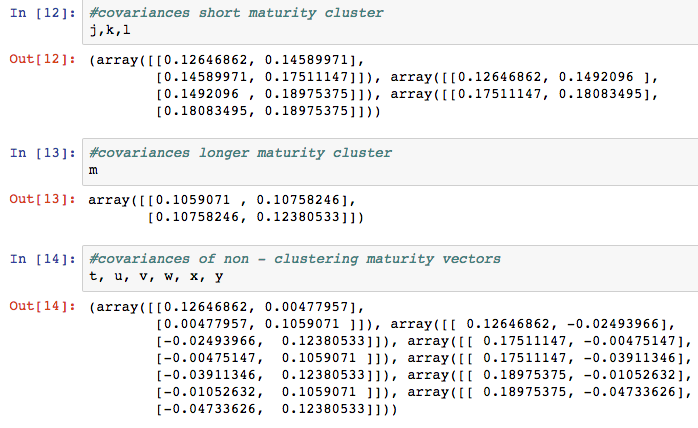 In [12]: #covariances short maturity cluster
j,k,l
Out[12]: (array([[0.12646862, 0.14589971],
[0.14589971, 0.17511147]]), array([[0.12646862, 0.1492096 ],
[0.1492096 , 0.18975375]]), array([[0.17511147, 0.18083495],
[0.18083495, 0.18975375]]))
In [13]: #covariances longer maturity cluster
m
Out[13]: array([[0.1059071 , 0.10758246],
[0.10758246, 0.12380533]])
In [14]: #covariances of non - clustering maturity vectors
t, u, v, w, x, y
Out[14]: (array([[0.12646862, 0.00477957],
[0.00477957, 0.1059071 ]]), array([[ 0.12646862, -0.02493966],
[-0.02493966,  0.12380533]]), array([[ 0.17511147, -0.00475147],
[-0.00475147,  0.1059071 ]]), array([[ 0.17511147, -0.03911346],
[-0.03911346,  0.12380533]]), array([[ 0.18975375, -0.01052632],
[-0.01052632,  0.1059071 ]]), array([[ 0.18975375, -0.04733626],
[-0.04733626,  0.12380533]]))